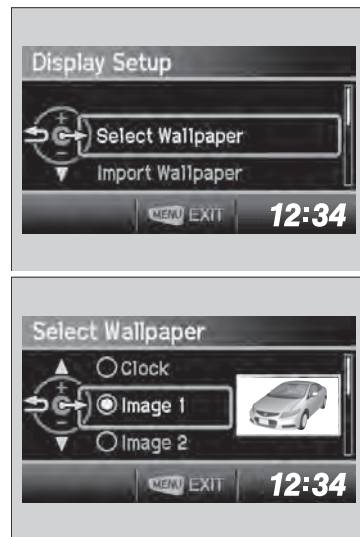 Display Setup
+
Select Wallpaper
−
Import Wallpaper
MENU EXIT
12:34
Select Wallpaper
Clock
+
Image 1
−
Image 2
MENU EXIT
12:34